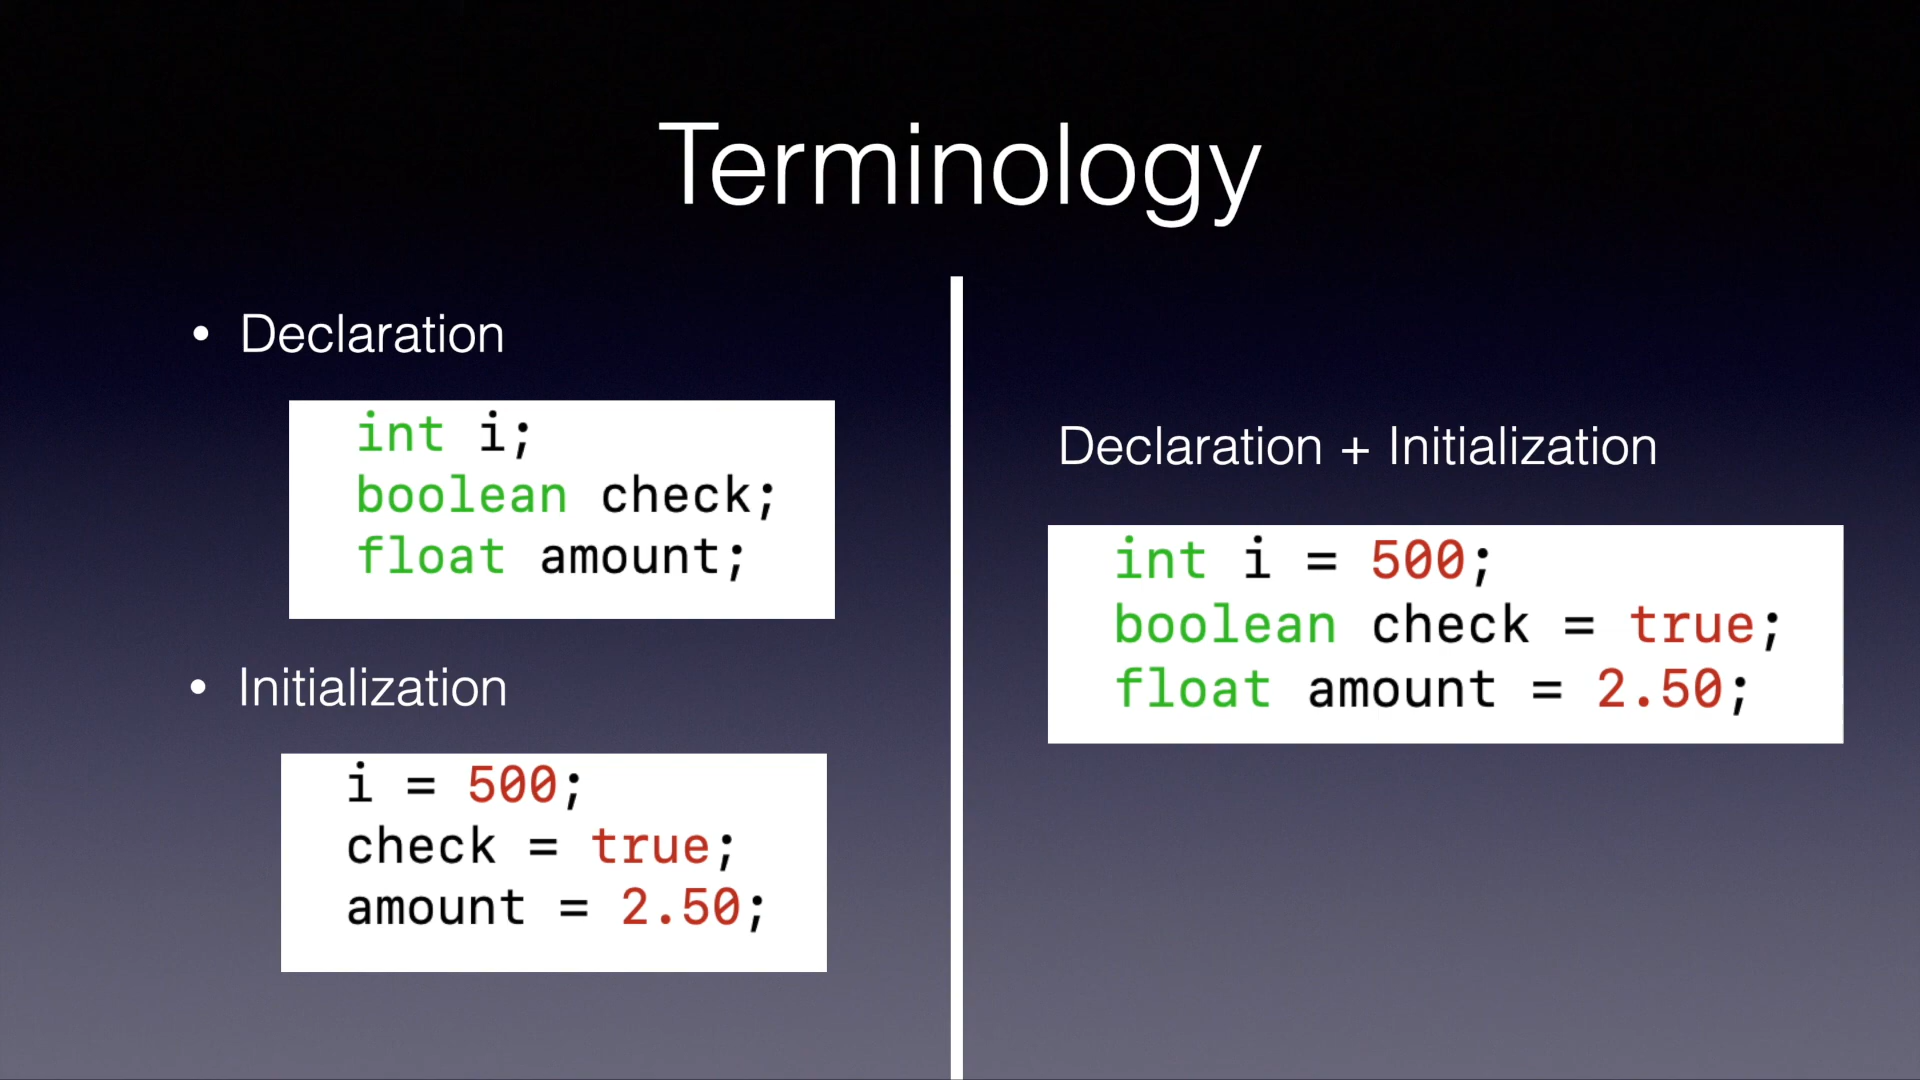 Terminology
• Declaration
int i;
boolean check;
float amount;
• Initialization
i = 500;
check = true;
amount = 2.50;
Declaration + Initialization
int i = 500;
boolean check = true;
float amount = 2.50;